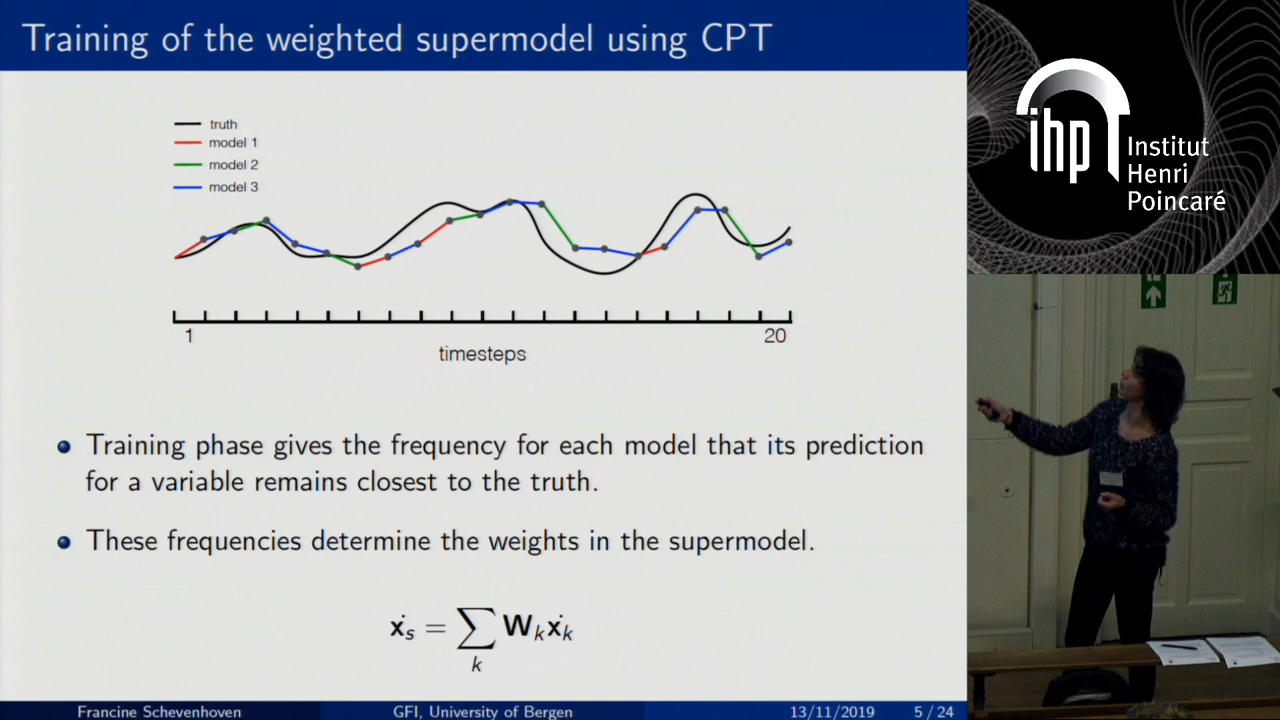 Training of the weighted supermodel using CPT
truth
model 1
model 2
model 3
1
20
timesteps
Training phase gives the frequency for each model that its prediction
for a variable remains closest to the truth.
These frequencies determine the weights in the supermodel.
ẋ_s = ∑_k W_k ẋ_k
Francine Schevenhoven GFI, University of Bergen 13/11/2019 5 / 24
ihp
Institut
Henri
Poincaré